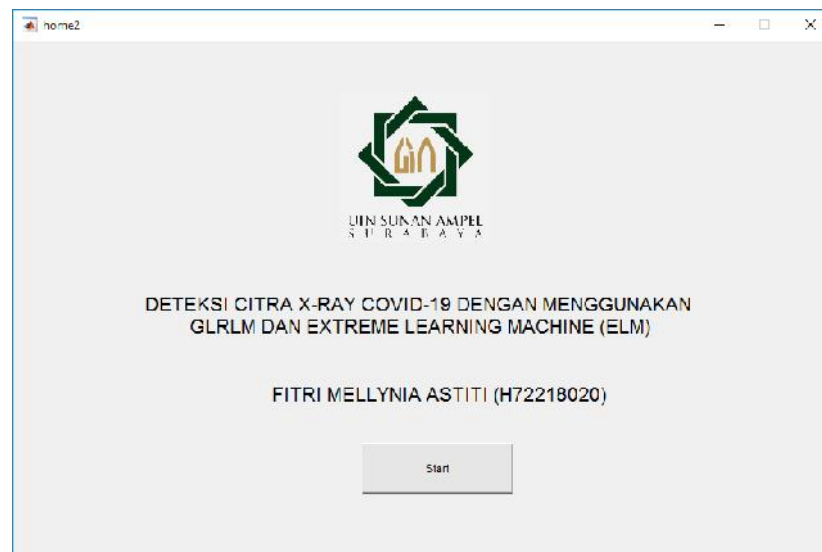 home2
UIN SUNAN AMPEL
S U R A B A Y A
DETEKSI CITRA X-RAY COVID-19 DENGAN MENGGUNAKAN
GLRLM DAN EXTREME LEARNING MACHINE (ELM)
FITRI MELLYNIA ASTITI (H72218020)
Start